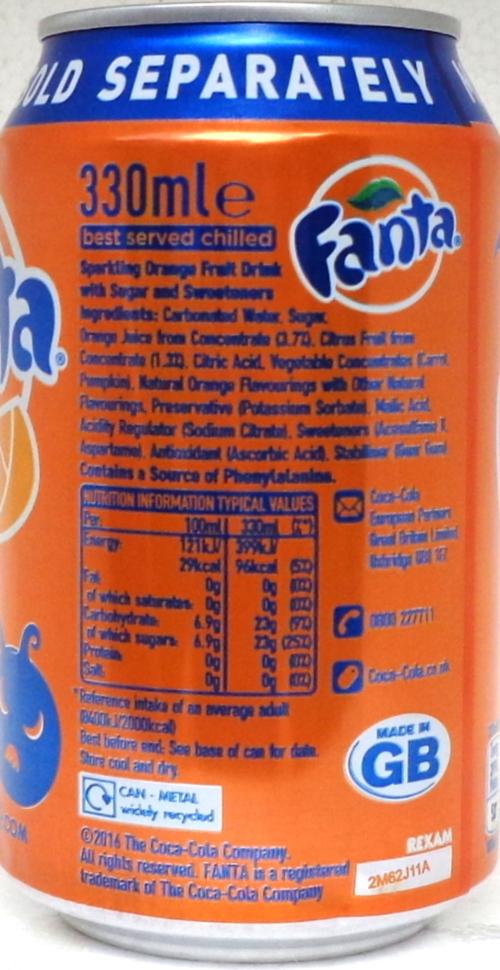 OLD SEPARATELY
330ml e
best served chilled
Fanta
Sparkling Orange Fruit Drink
with Sugar and Sweeteners
Ingredients: Carbonated Water, Sugar,
Orange Juice from Concentrate (3.7%), Citrus Fruit from
Concentrate (1.3%), Citric Acid, Vegetable Concentrates (Carrot,
Pumpkin), Natural Orange Flavourings with Other Natural
Flavourings, Preservative (Potassium Sorbate), Malic Acid,
Acidity Regulator (Sodium Citrate), Sweeteners (Acesulfame K,
Aspartame), Antioxidant (Ascorbic Acid), Stabiliser (Guar Gum)
Contains a Source of Phenylalanine.
NUTRITION INFORMATION TYPICAL VALUES
Per: 100ml 330ml (%*)
Energy: 121kJ/ 399kJ/
29kcal 96kcal (5%)
Fat: 0g 0g (0%)
of which saturates: 0g 0g (0%)
Carbohydrate: 6.9g 23g (9%)
of which sugars: 6.9g 23g (25%)
Protein: 0g 0g (0%)
Salt: 0g 0g (0%)
*Reference intake of an average adult
(8400kJ/2000kcal)
Best before end: See base of can for date.
Store cool and dry.
Coca-Cola
European Partners
Great Britain Limited,
Uxbridge UB8 1EZ
0800 227711
Coca-Cola.co.uk
MADE IN
GB
CAN - METAL
widely recycled
©2016 The Coca-Cola Company.
All rights reserved. FANTA is a registered
trademark of The Coca-Cola Company
REXAM
2M62J11A
ta
.COM